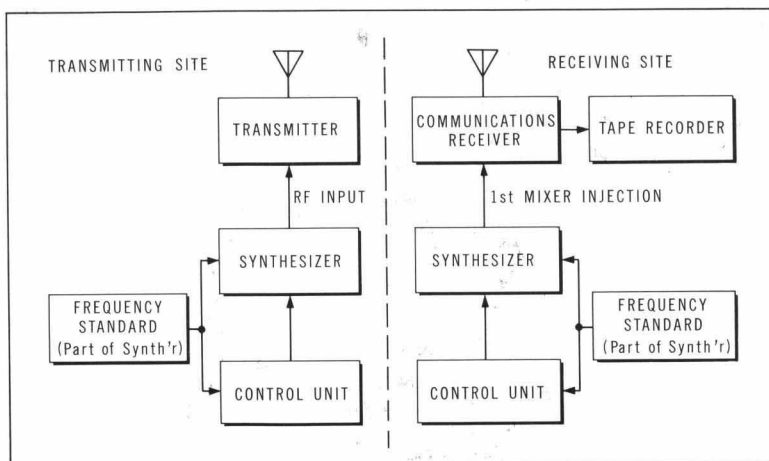 TRANSMITTING SITE
TRANSMITTER
RF INPUT
SYNTHESIZER
FREQUENCY
STANDARD
(Part of Synth'r)
CONTROL UNIT
RECEIVING SITE
COMMUNICATIONS
RECEIVER
TAPE RECORDER
1st MIXER INJECTION
SYNTHESIZER
FREQUENCY
STANDARD
(Part of Synth'r)
CONTROL UNIT